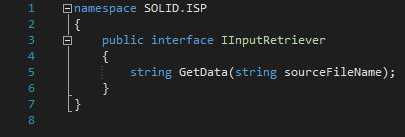 1 namespace SOLID.ISP
2 {
3 public interface IInputRetriever
4 {
5 string GetData(string sourceFileName);
6 }
7 }
8